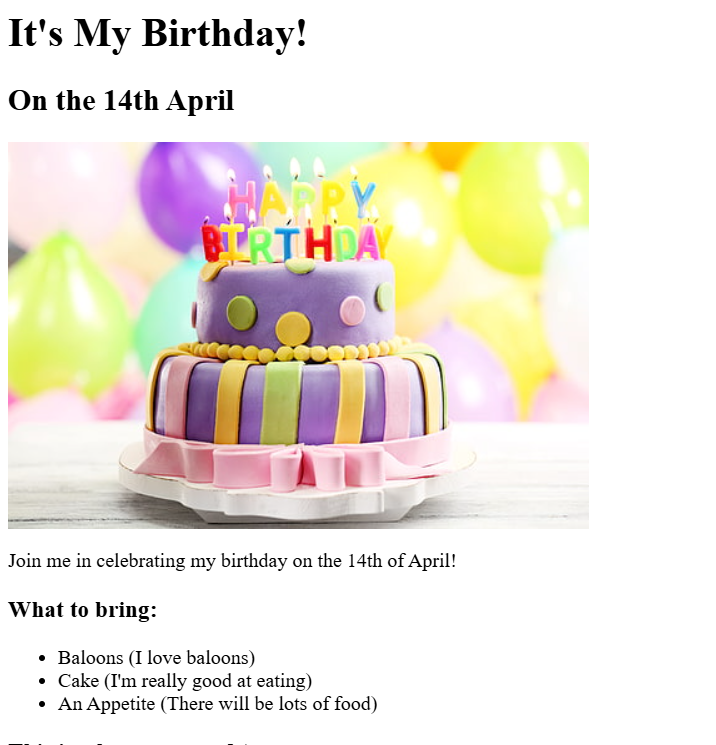 It's My Birthday!
On the 14th April
HAPPY
BIRTHDAY
Join me in celebrating my birthday on the 14th of April!
What to bring:
Baloons (I love baloons)
Cake (I'm really good at eating)
An Appetite (There will be lots of food)